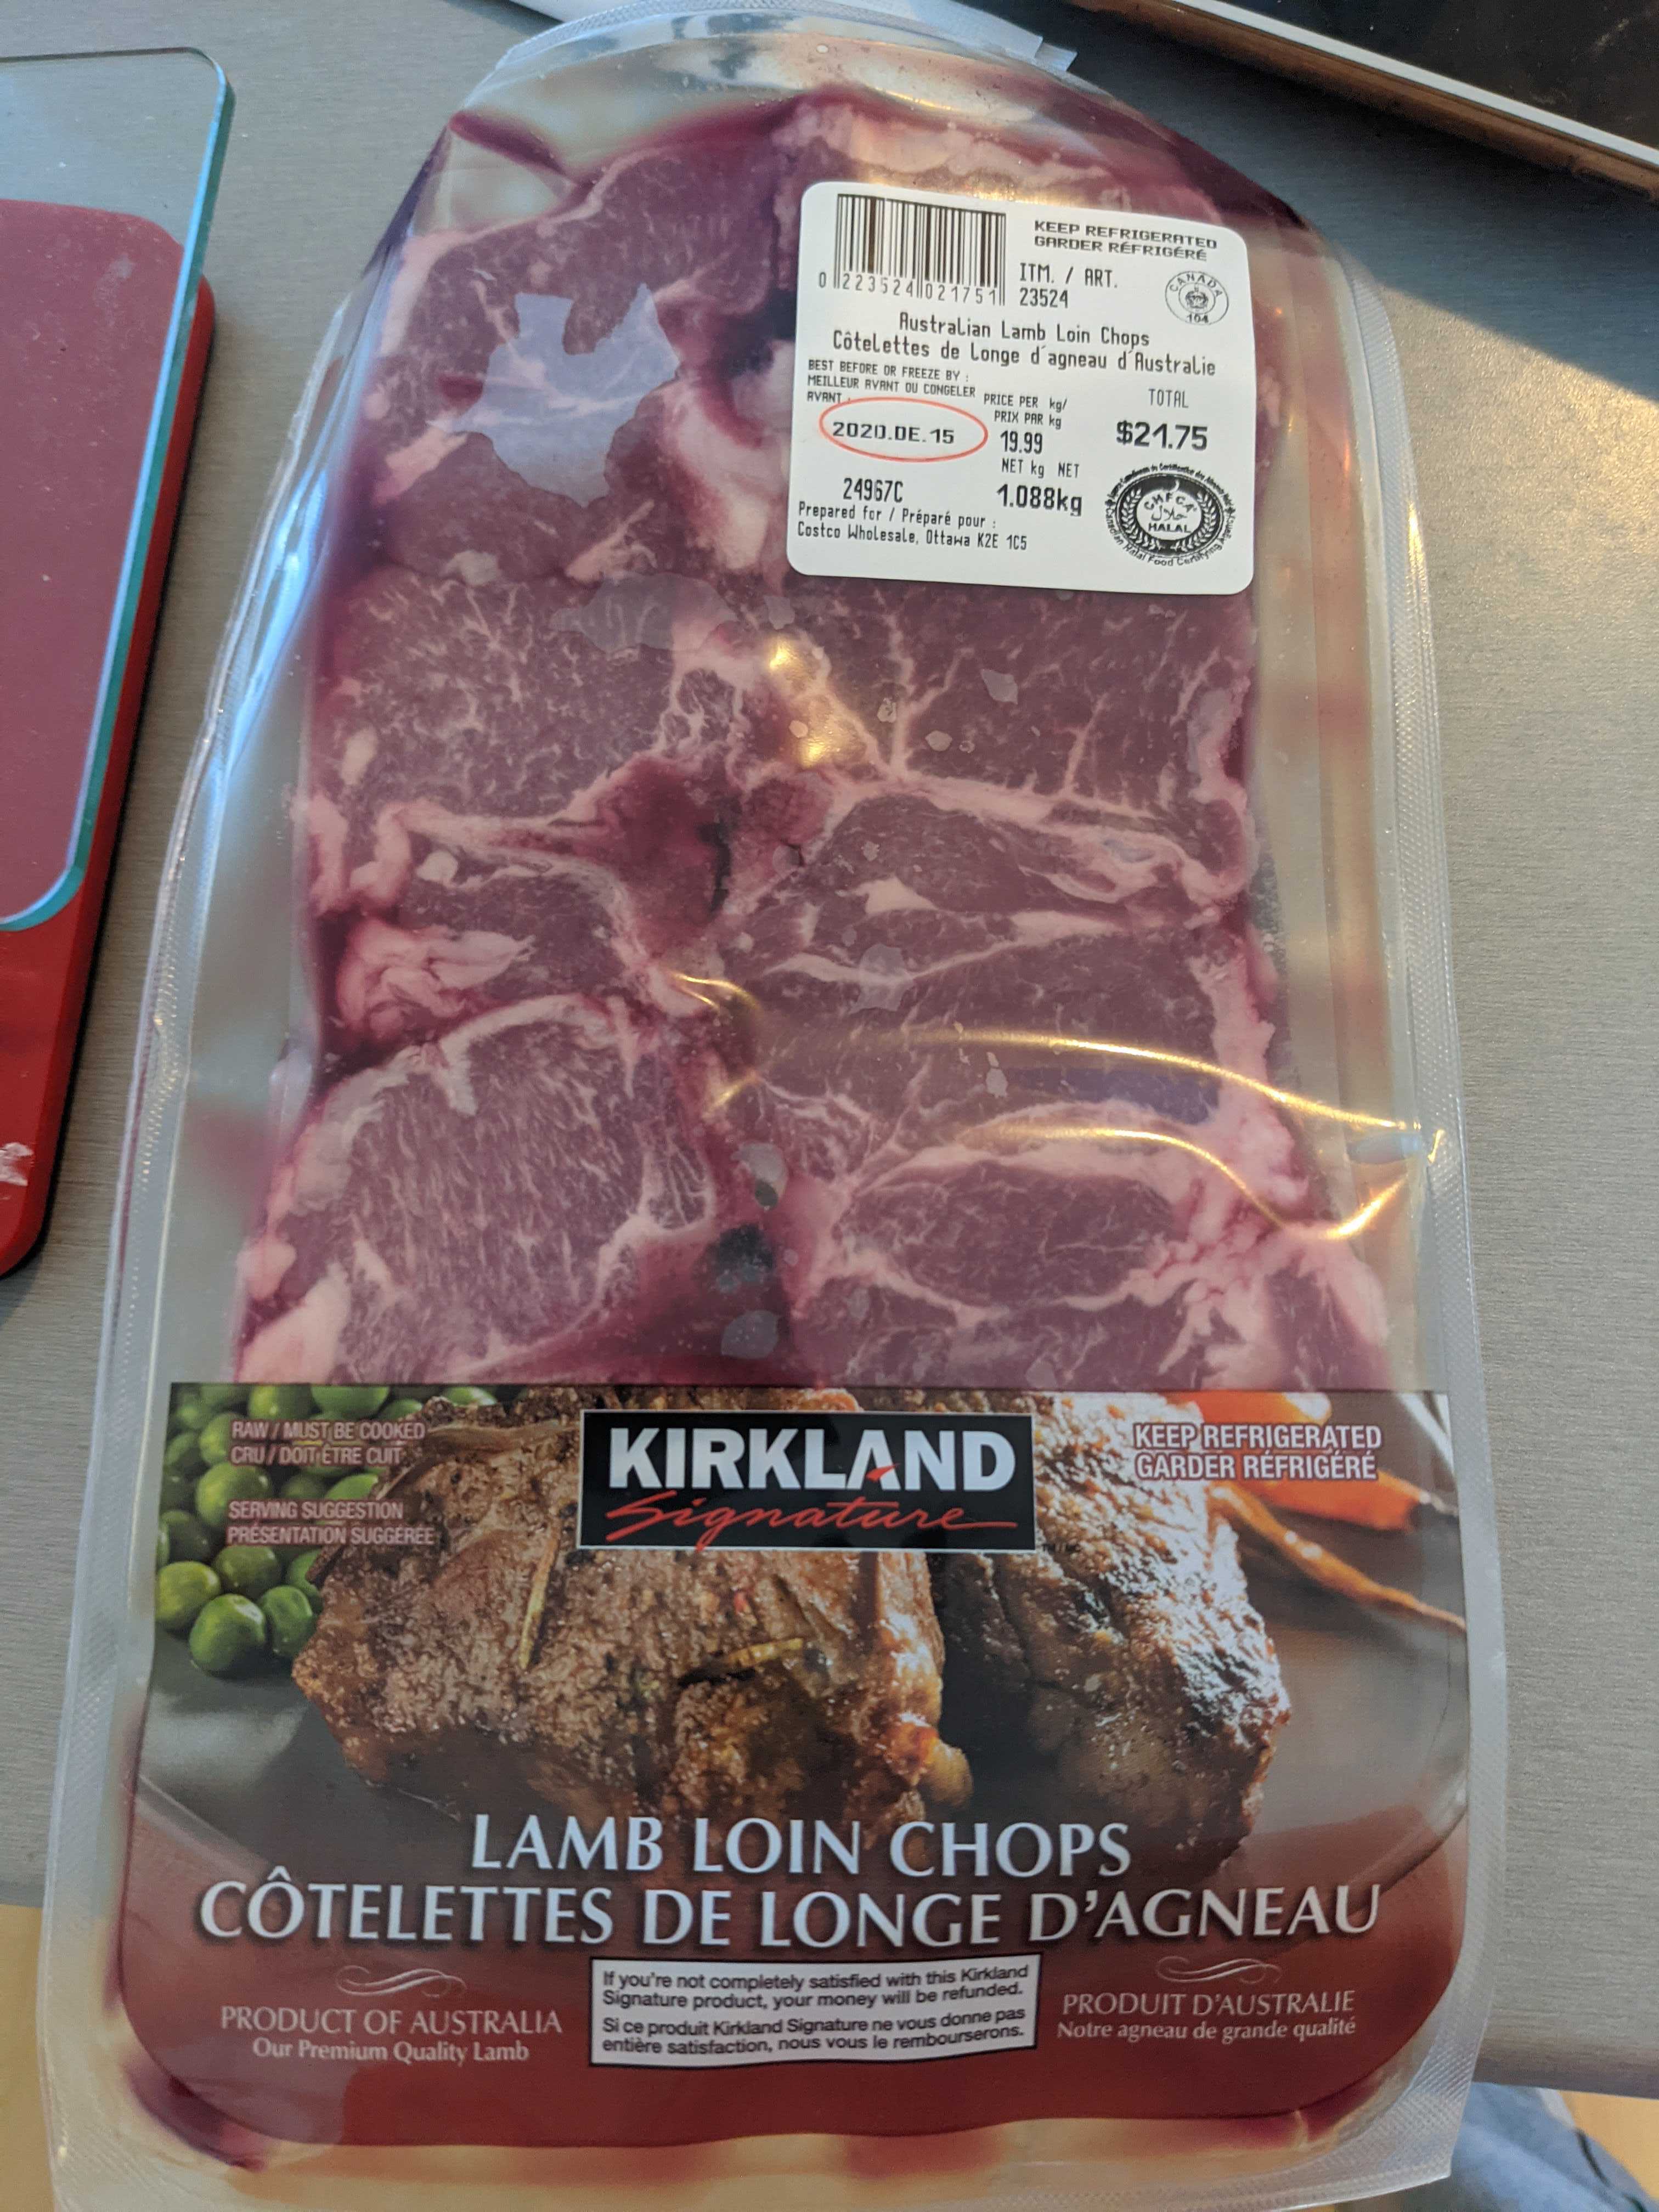 KEEP REFRIGERATED
GARDER RÉFRIGÉRÉ
ITM. / ART.
23524
0 223524 021751
CANADA
104
Australian Lamb Loin Chops
Côtelettes de longe d'agneau d'Australie
BEST BEFORE OR FREEZE BY :
MEILLEUR AVANT OU CONGELER
AVANT :
2020.DE.15
PRICE PER kg/
PRIX PAR kg
19.99
TOTAL
$21.75
NET kg NET
1.088kg
24967C
Prepared for / Préparé pour :
Costco Wholesale, Ottawa K2E 1C5
HALAL
Canadian Halal Food Certifying
RAW / MUST BE COOKED
CRU / DOIT ÊTRE CUIT
SERVING SUGGESTION
PRÉSENTATION SUGGÉRÉE
KIRKLAND
Signature
KEEP REFRIGERATED
GARDER RÉFRIGÉRÉ
LAMB LOIN CHOPS
CÔTELETTES DE LONGE D'AGNEAU
PRODUCT OF AUSTRALIA
Our Premium Quality Lamb
If you're not completely satisfied with this Kirkland
Signature product, your money will be refunded.
Si ce produit Kirkland Signature ne vous donne pas
entière satisfaction, nous vous le rembourserons.
PRODUIT D'AUSTRALIE
Notre agneau de grande qualité